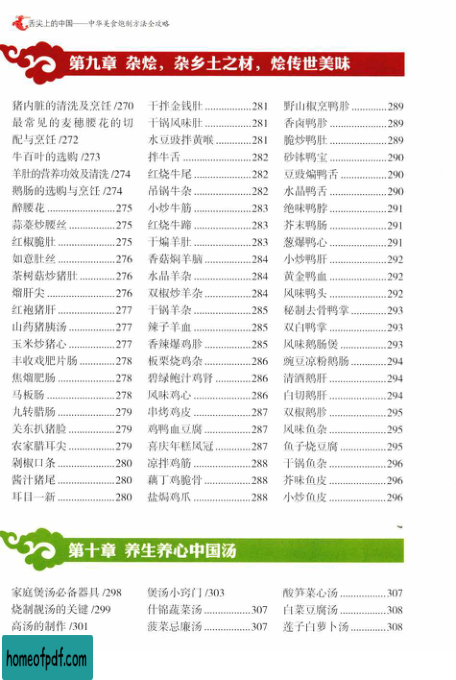 舌尖上的中国——中华美食炮制方法全攻略
第九章 杂烩，杂乡土之材，烩传世美味
猪内脏的清洗及烹饪/270
最常见的麦穗腰花的切
配与烹饪/272
牛百叶的选购/273
羊肚的营养功效及清洗/274
鹅肠的选购与烹饪/274
醉腰花 275
蒜薹炒腰丝 275
红椒脆肚 275
如意肚丝 276
茶树菇炒猪肚 276
熘肝尖 276
红袍猪肝 277
山药猪胰汤 277
玉米炒猪心 277
丰收戏肥片肠 278
焦熘肥肠 278
马板肠 278
九转腊肠 279
关东扒猪脸 279
农家腊耳尖 279
剁椒口条 280
酱汁猪尾 280
耳目一新 280
干拌金钱肚 281
干锅风味肚 281
水豆豉拌黄喉 281
拌牛舌 282
红烧牛尾 282
吊锅牛杂 282
小炒牛筋 283
红烧牛蹄 283
干煸羊肚 283
香菇焖羊脑 284
水晶羊杂 284
双椒炒羊杂 284
干锅羊杂 285
辣子羊血 285
香辣爆鸡胗 285
板栗烧鸡杂 286
碧绿鲍汁鸡肾 286
风味鸡心 286
串烤鸡皮 287
鸡鸭血豆腐 287
喜庆年糕凤冠 287
凉拌鸡筋 288
藕丁鸡脆骨 288
盐焗鸡爪 288
野山椒烹鸭胗 289
香卤鸭胗 289
脆炒鸭肚 289
砂钵鸭宝 290
豆豉煸鸭舌 290
水晶鸭舌 290
绝味鸭脖 291
芥末鸭肠 291
葱爆鸭心 291
小炒鸭肝 292
黄金鸭血 292
风味鸭头 292
秘制去骨鸭掌 293
双白鸭掌 293
风味鹅肠煲 293
豌豆凉粉鹅肠 294
清酒鹅肝 294
白切鹅肝 294
双椒鹅胗 295
风味鱼杂 295
鱼子烧豆腐 295
干锅鱼杂 296
芥味鱼皮 296
小炒鱼皮 296
第十章 养生养心中国汤
家庭煲汤必备器具/298
烧制靓汤的关键/299
高汤的制作/301
煲汤小窍门/303
什锦蔬菜汤 307
菠菜忌廉汤 307
酸笋菜心汤 307
白菜豆腐汤 308
莲子白萝卜汤 308
homeofpdf.com